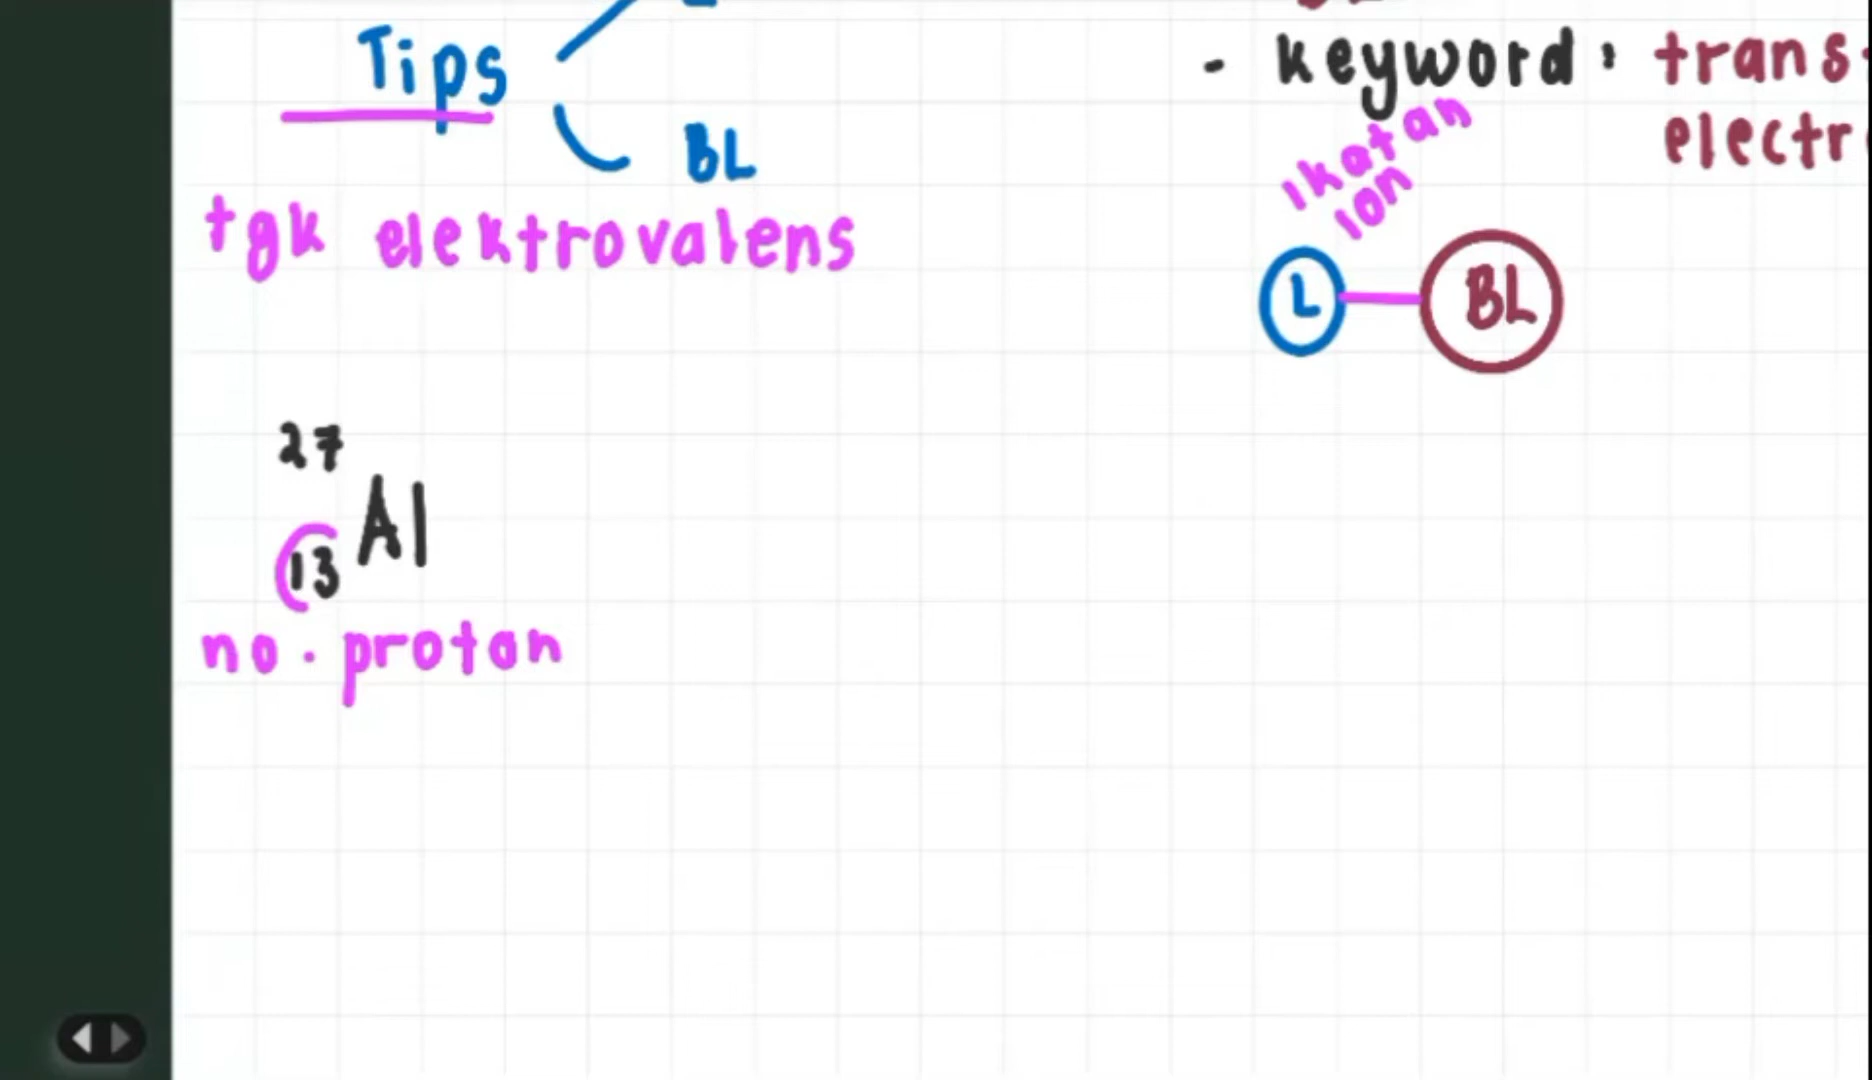 Tips
BL
tgk elektrovalens
27
13 Al
no. proton
- keyword : trans
electr
Ikatan
Ion
L
BL